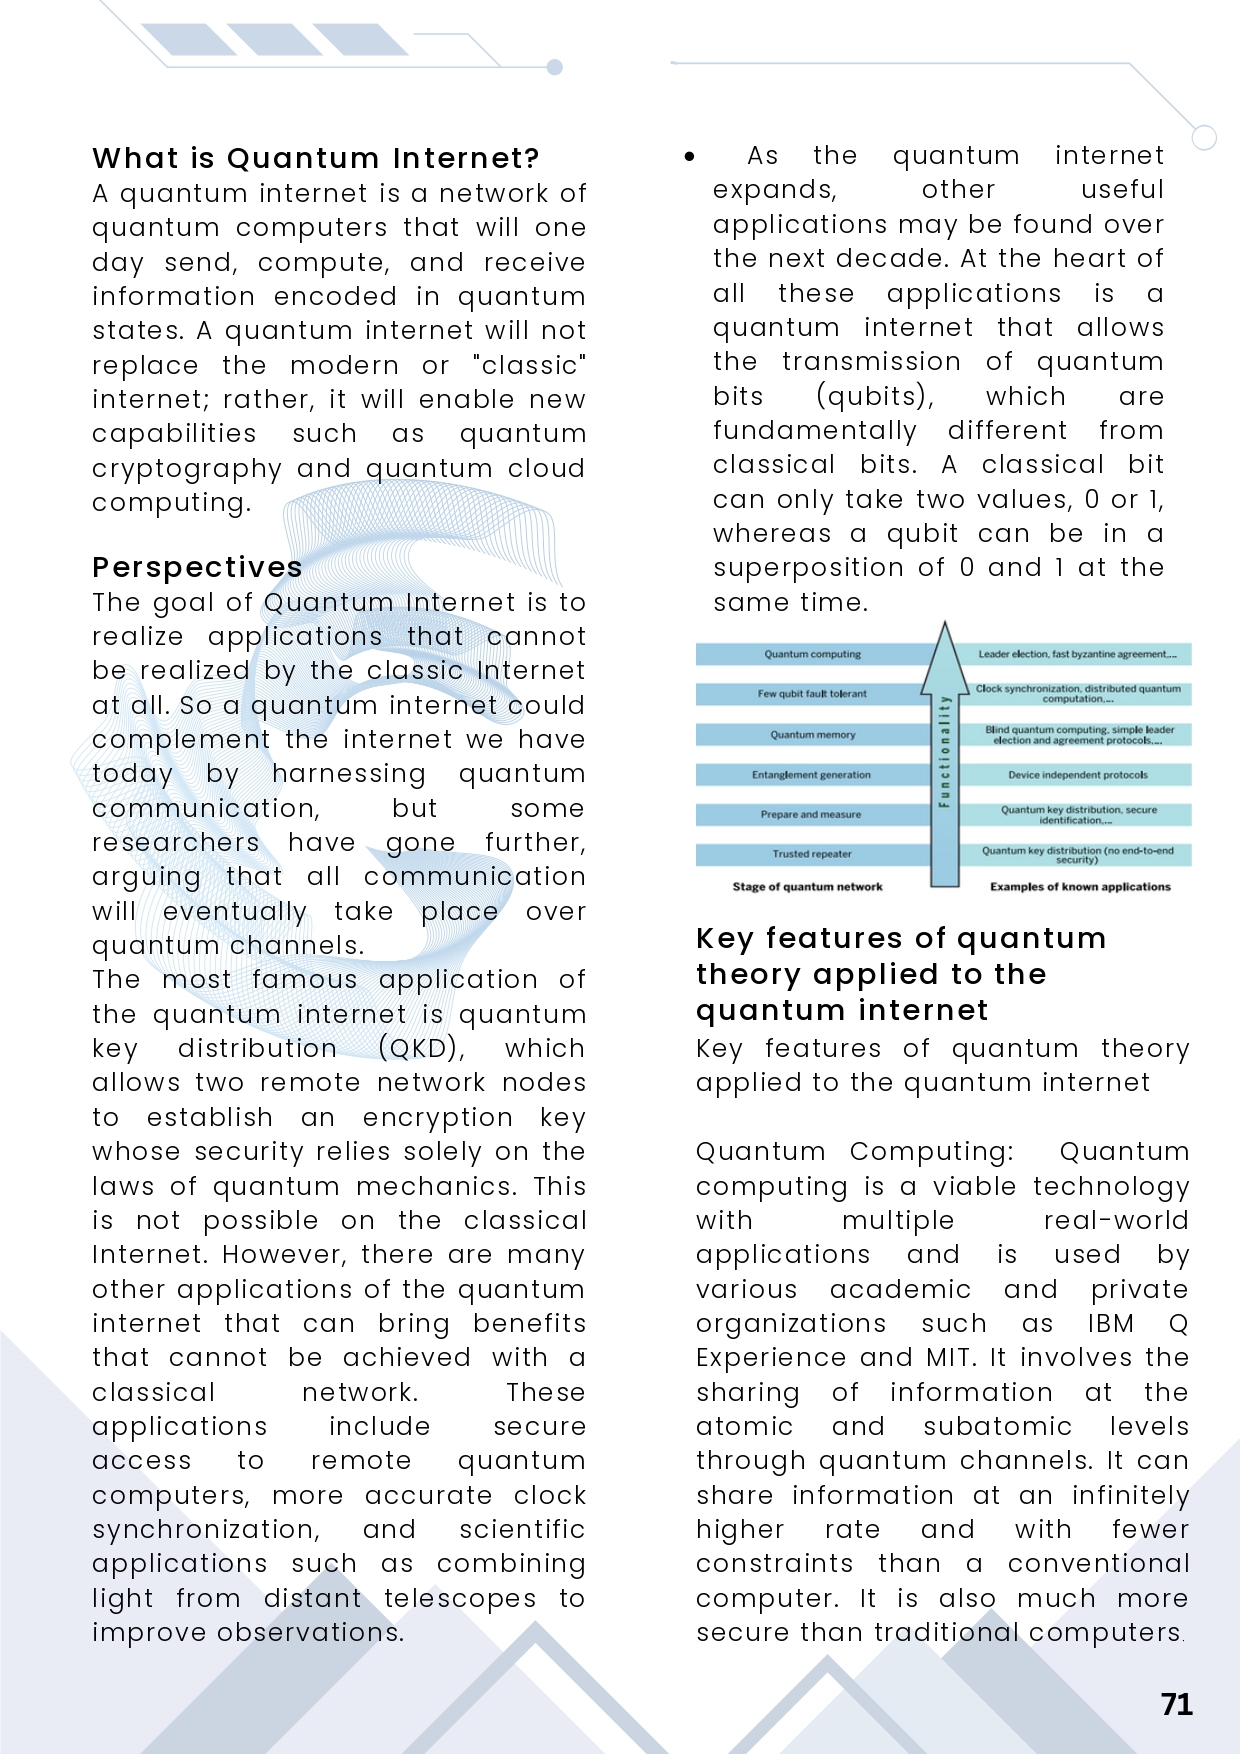 What is Quantum Internet?
A quantum internet is a network of
quantum computers that will one
day send, compute, and receive
information encoded in quantum
states. A quantum internet will not
replace the modern or "classic"
internet; rather, it will enable new
capabilities such as quantum
cryptography and quantum cloud
computing.
Perspectives
The goal of Quantum Internet is to
realize applications that cannot
be realized by the classic Internet
at all. So a quantum internet could
complement the internet we have
today by harnessing quantum
communication, but some
researchers have gone further,
arguing that all communication
will eventually take place over
quantum channels.
The most famous application of
the quantum internet is quantum
key distribution (QKD), which
allows two remote network nodes
to establish an encryption key
whose security relies solely on the
laws of quantum mechanics. This
is not possible on the classical
Internet. However, there are many
other applications of the quantum
internet that can bring benefits
that cannot be achieved with a
classical network. These
applications include secure
access to remote quantum
computers, more accurate clock
synchronization, and scientific
applications such as combining
light from distant telescopes to
improve observations.
• As the quantum internet
expands, other useful
applications may be found over
the next decade. At the heart of
all these applications is a
quantum internet that allows
the transmission of quantum
bits (qubits), which are
fundamentally different from
classical bits. A classical bit
can only take two values, 0 or 1,
whereas a qubit can be in a
superposition of 0 and 1 at the
same time.
Quantum computing
Leader election, fast byzantine agreement,...
Few qubit fault tolerant
Clock synchronization, distributed quantum
computation,...
Quantum memory
Blind quantum computing, simple leader
election and agreement protocols,...
Entanglement generation
Device independent protocols
Prepare and measure
Quantum key distribution, secure
identification,...
Trusted repeater
Quantum key distribution (no end-to-end
security)
Functionality
Stage of quantum network
Examples of known applications
Key features of quantum
theory applied to the
quantum internet
Key features of quantum theory
applied to the quantum internet
Quantum Computing: Quantum
computing is a viable technology
with multiple real-world
applications and is used by
various academic and private
organizations such as IBM Q
Experience and MIT. It involves the
sharing of information at the
atomic and subatomic levels
through quantum channels. It can
share information at an infinitely
higher rate and with fewer
constraints than a conventional
computer. It is also much more
secure than traditional computers.
71